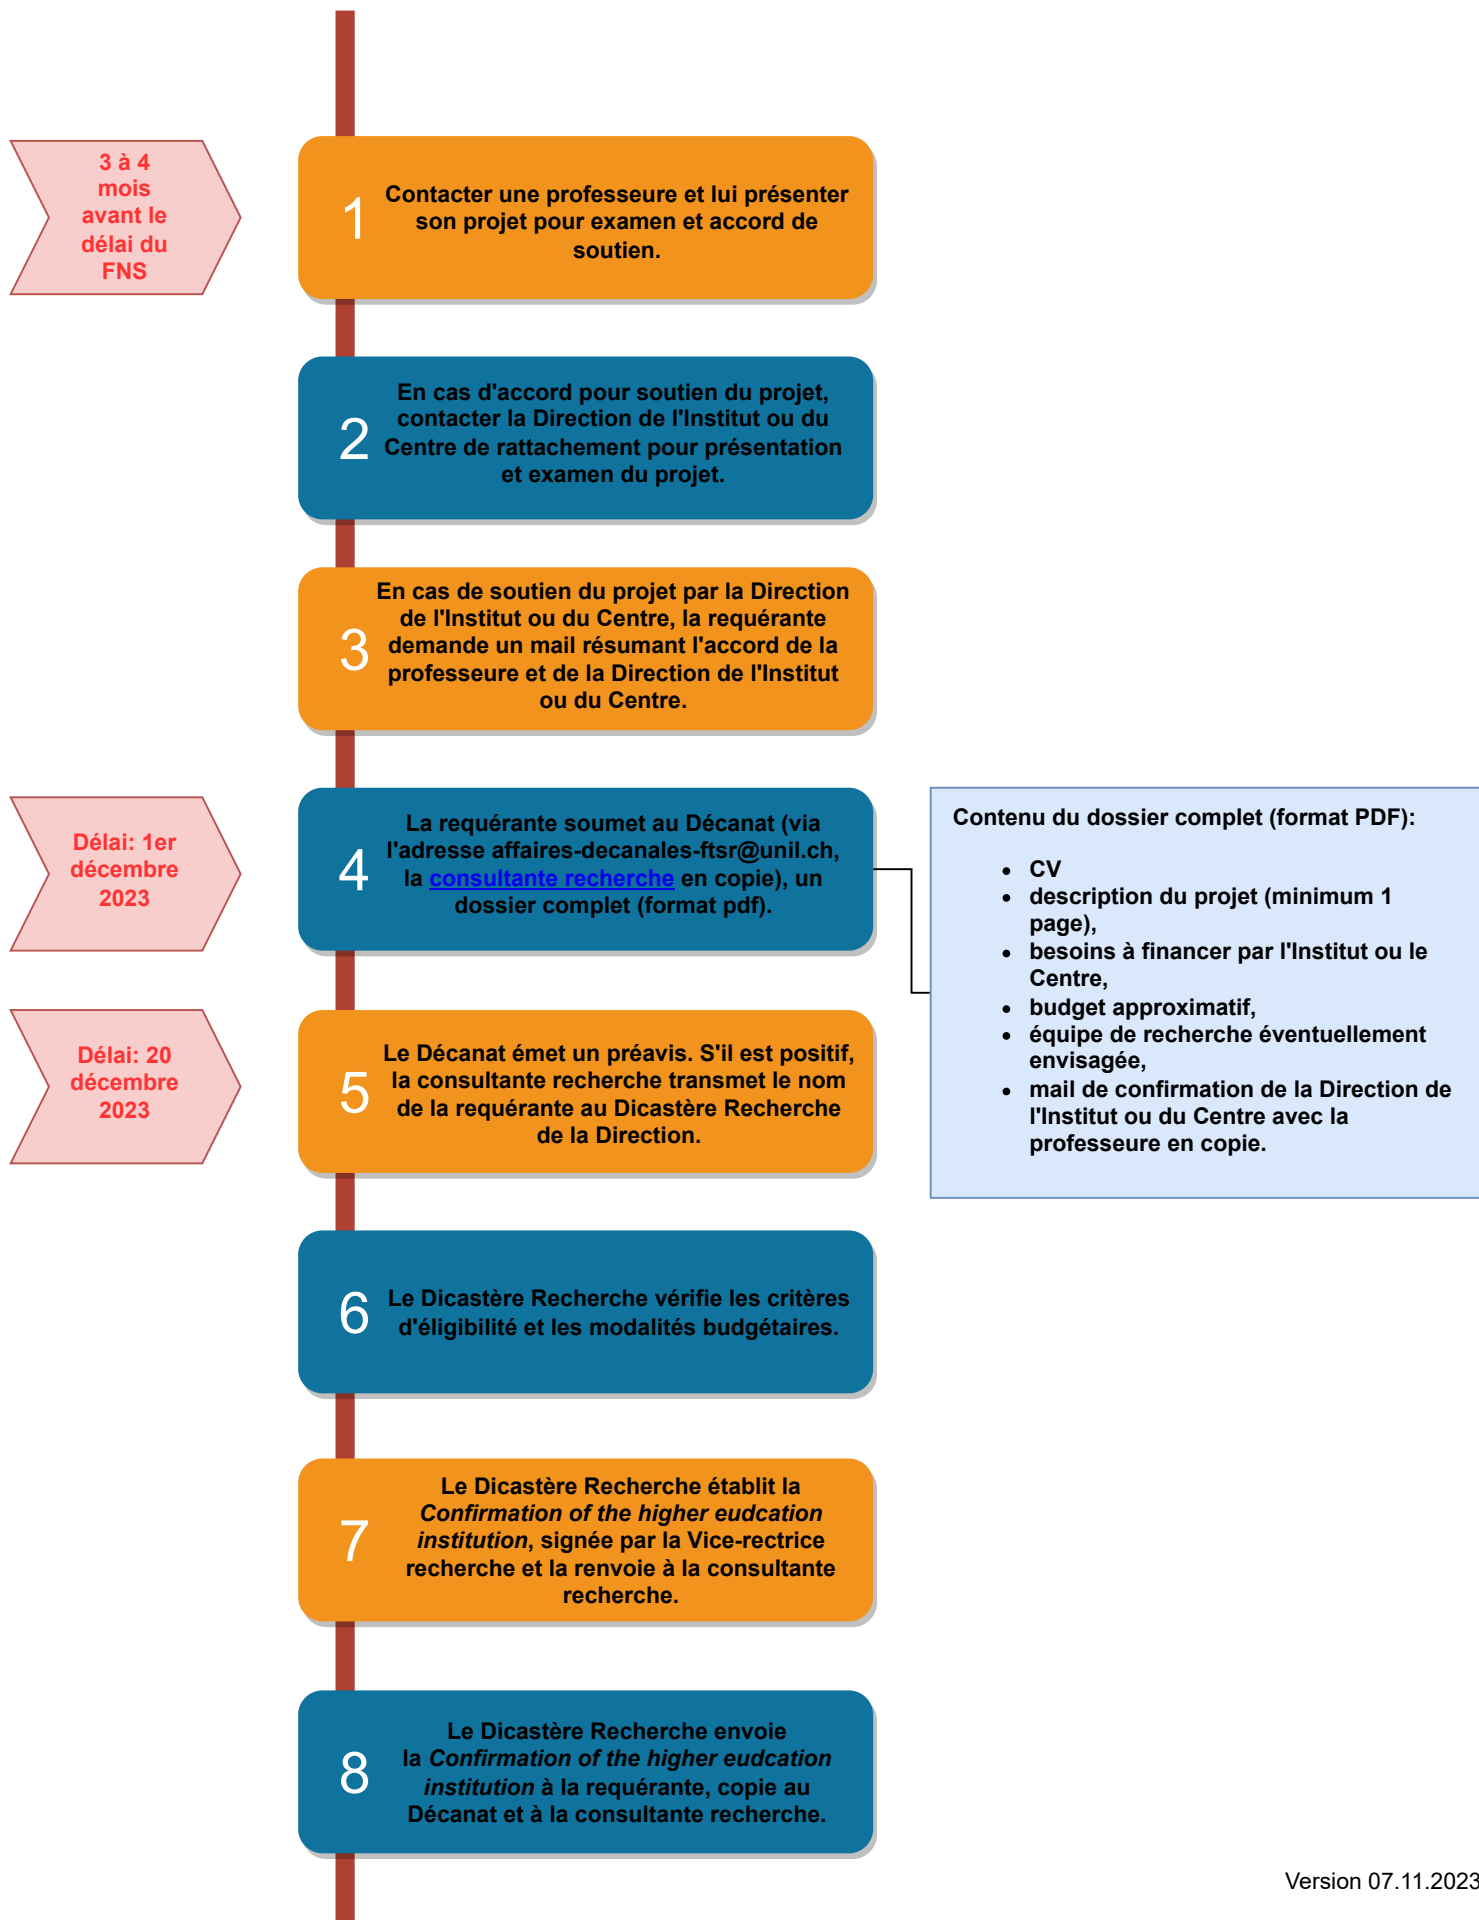 3 à 4
mois
avant le
délai du
FNS
1
Contacter une professeure et lui présenter
son projet pour examen et accord de
soutien.
2
En cas d'accord pour soutien du projet,
contacter la Direction de l'Institut ou du
Centre de rattachement pour présentation
et examen du projet.
3
En cas de soutien du projet par la Direction
de l'Institut ou du Centre, la requérante
demande un mail résumant l'accord de la
professeure et de la Direction de l'Institut
ou du Centre.
Délai: 1er
décembre
2023
4
La requérante soumet au Décanat (via
l'adresse affaires-decanales-ftsr@unil.ch,
la consultante recherche en copie), un
dossier complet (format pdf).
Contenu du dossier complet (format PDF):
• CV
• description du projet (minimum 1
page),
• besoins à financer par l'Institut ou le
Centre,
• budget approximatif,
• équipe de recherche éventuellement
envisagée,
• mail de confirmation de la Direction de
l'Institut ou du Centre avec la
professeure en copie.
Délai: 20
décembre
2023
5
Le Décanat émet un préavis. S'il est positif,
la consultante recherche transmet le nom
de la requérante au Dicastère Recherche
de la Direction.
6
Le Dicastère Recherche vérifie les critères
d'éligibilité et les modalités budgétaires.
7
Le Dicastère Recherche établit la
Confirmation of the higher eudcation
institution, signée par la Vice-rectrice
recherche et la renvoie à la consultante
recherche.
8
Le Dicastère Recherche envoie
la Confirmation of the higher eudcation
institution à la requérante, copie au
Décanat et à la consultante recherche.
Version 07.11.2023